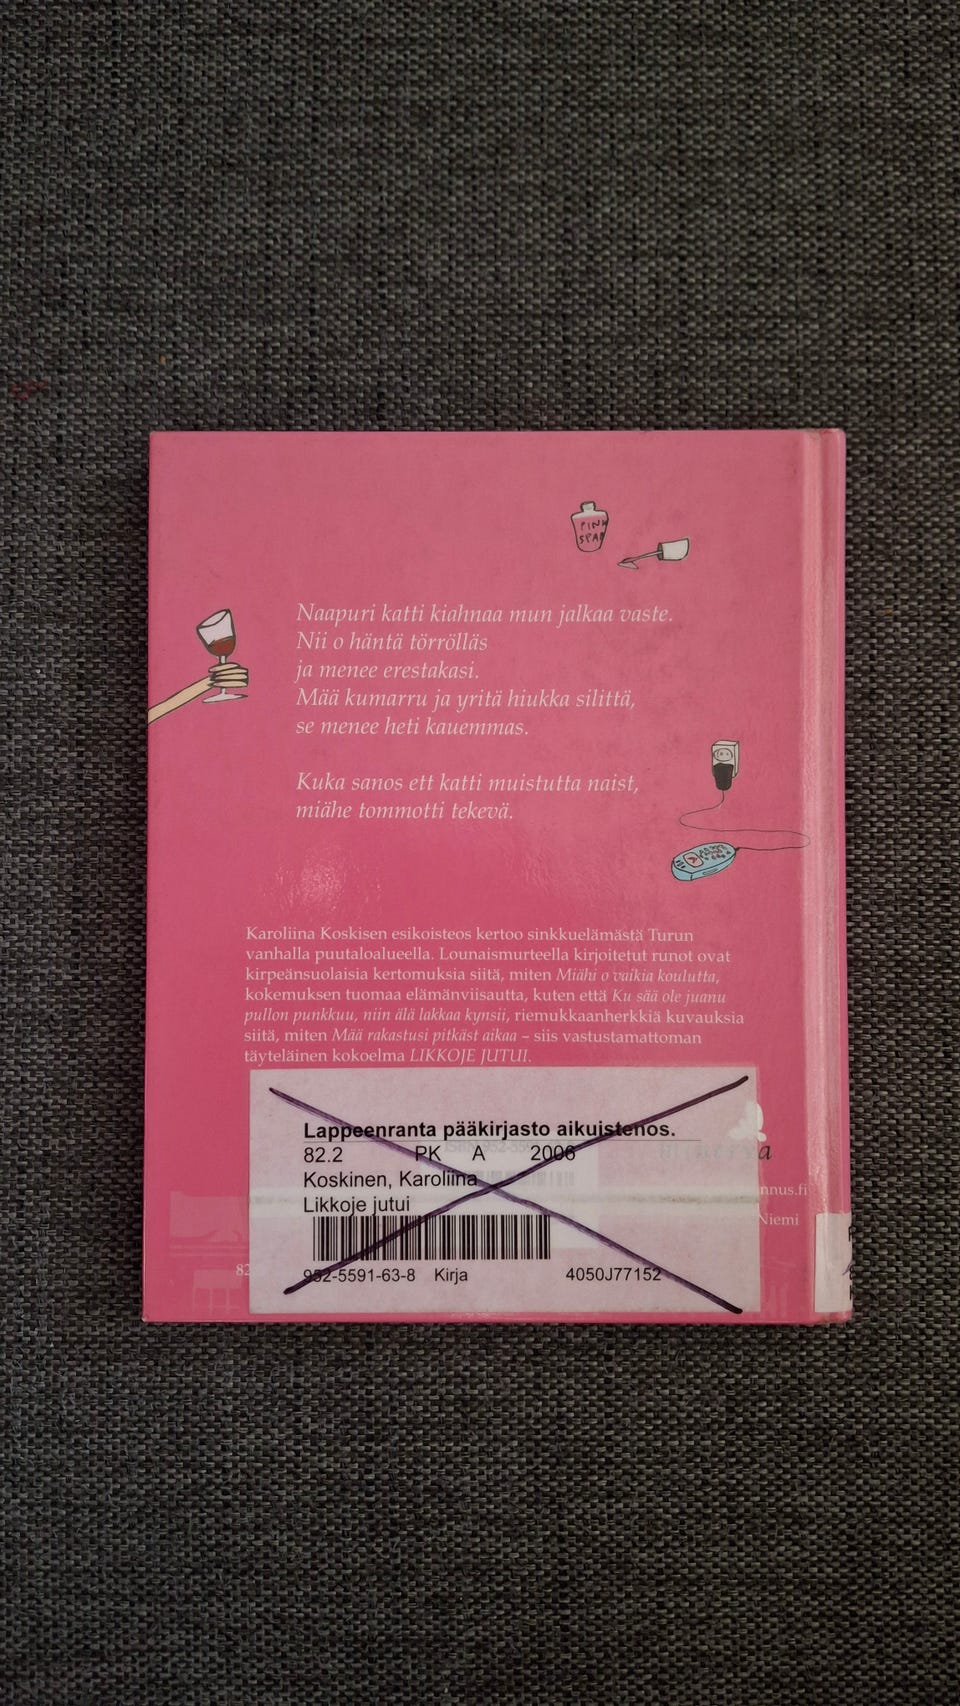 PINK
SPAR
Naapuri katti kiahnaa mun jalkaa vaste.
Nii o häntä törrölläs
ja menee erestakasi.
Mää kumarru ja yritä hiukka silittä,
se menee heti kauemmas.
Kuka sanos ett katti muistutta naist,
miähe tommotti tekevä.
Karoliina Koskisen esikoisteos kertoo sinkkuelämästä Turun
vanhalla puutaloalueella. Lounaismurteella kirjoitetut runot ovat
kirpeänsuolaisia kertomuksia siitä, miten Miähi o vaikia koulutta,
kokemuksen tuomaa elämänviisautta, kuten että Ku sää ole juanu
pullon punkkuu, niin älä lakkaa kynsii, riemukkaanherkkiä kuvauksia
siitä, miten Mää rakastusi pitkäst aikaa – siis vastustamattoman
täyteläinen kokoelma LIKKOJE JUTUI.
Lappeenranta pääkirjasto aikuistenos.
82.2 PK A 2006
Koskinen, Karoliina
Likkoje jutui
nnus.fi
Niemi
952-5591-63-8 Kirja 4050J77152
82